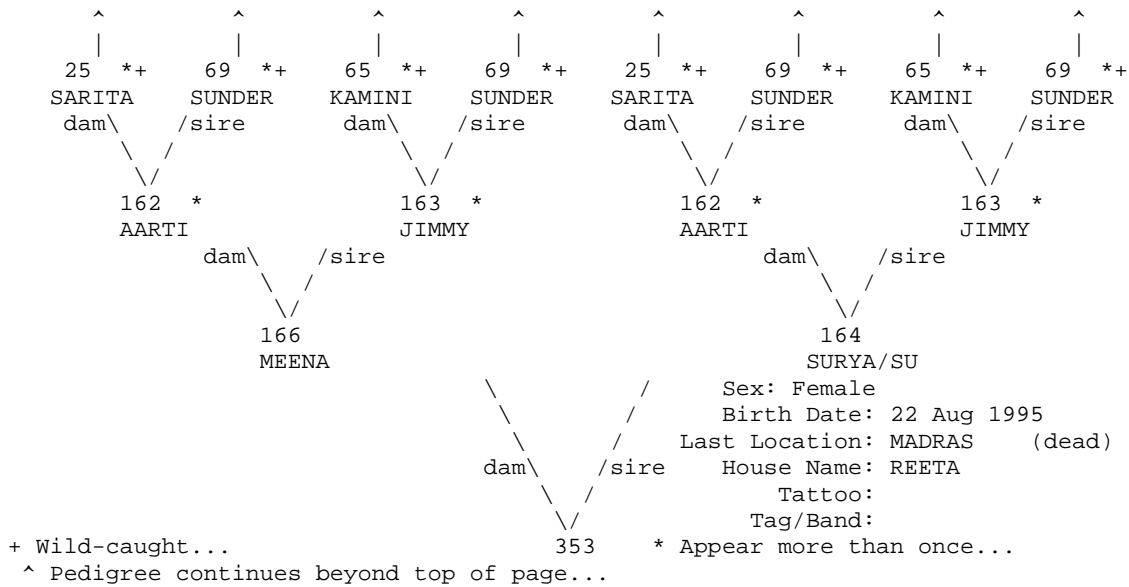 ^ ^ ^ ^ ^ ^ ^ ^
| | | | | | | |
25 *+ 69 *+ 65 *+ 69 *+ 25 *+ 69 *+ 65 *+ 69 *+
SARITA SUNDER KAMINI SUNDER SARITA SUNDER KAMINI SUNDER
dam\ /sire dam\ /sire dam\ /sire dam\ /sire
\ / \ / \ / \ /
\/ \/ \/ \/
162 * 163 * 162 * 163 *
AARTI JIMMY AARTI JIMMY
dam\ /sire dam\ /sire
\ / \ /
\/ \/
166 164
MEENA SURYA/SU
\ / Sex: Female
\ / Birth Date: 22 Aug 1995
\ / Last Location: MADRAS (dead)
dam\ /sire House Name: REETA
\ / Tattoo:
\/ Tag/Band:
+ Wild-caught... 353 * Appear more than once...
^ Pedigree continues beyond top of page...